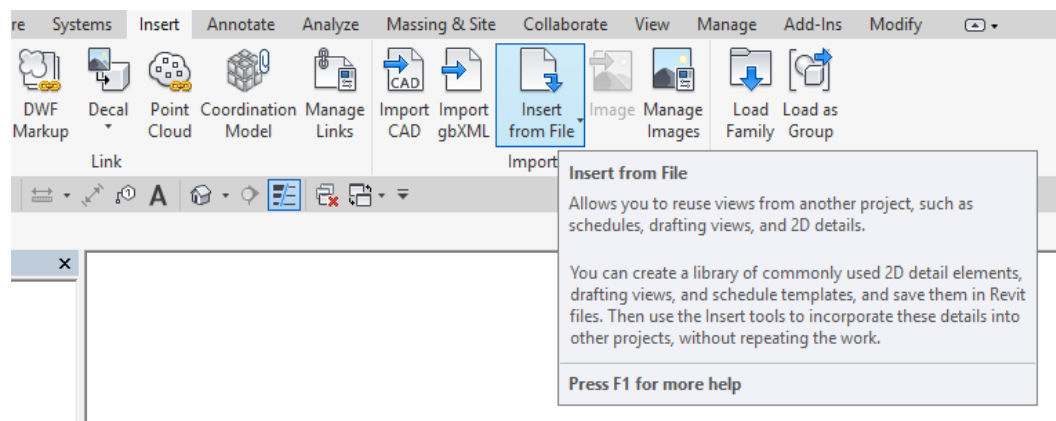 re Systems Insert Annotate Analyze Massing & Site Collaborate View Manage Add-Ins Modify
CAD
DWF Decal Point Coordination Manage Import Import Insert Image Manage Load Load as
Markup Cloud Model Links CAD gbXML from File Images Family Group
Link Import
1 A
Insert from File
Allows you to reuse views from another project, such as
schedules, drafting views, and 2D details.
You can create a library of commonly used 2D detail elements,
drafting views, and schedule templates, and save them in Revit
files. Then use the Insert tools to incorporate these details into
other projects, without repeating the work.
Press F1 for more help